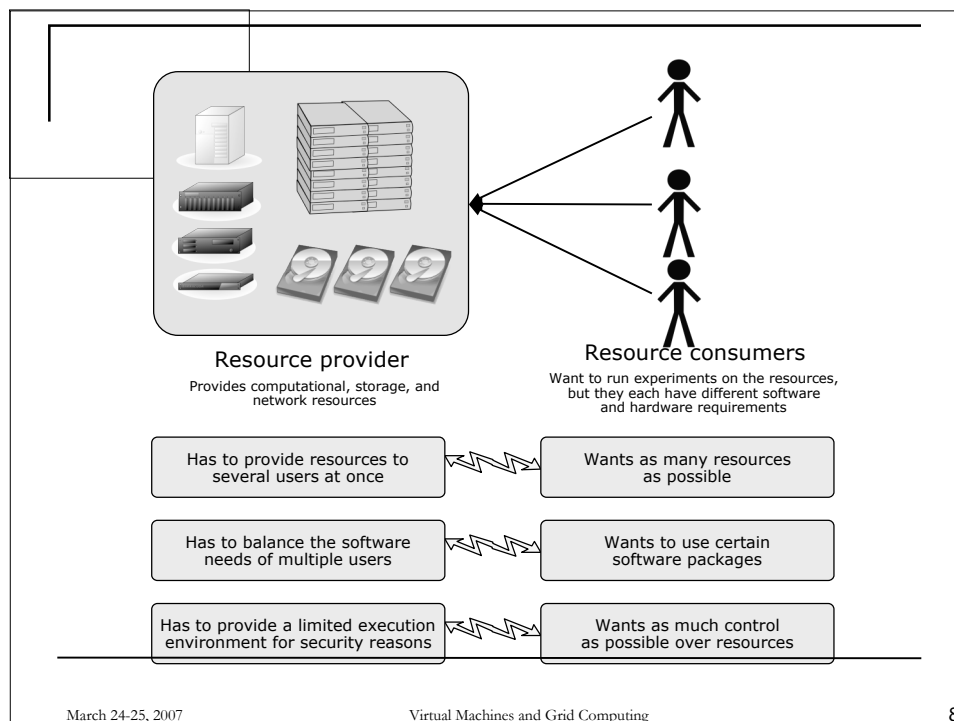 Resource provider
Provides computational, storage, and
network resources
Resource consumers
Want to run experiments on the resources,
but they each have different software
and hardware requirements
Has to provide resources to
several users at once
Wants as many resources
as possible
Has to balance the software
needs of multiple users
Wants to use certain
software packages
Has to provide a limited execution
environment for security reasons
Wants as much control
as possible over resources
March 24-25, 2007
Virtual Machines and Grid Computing
8